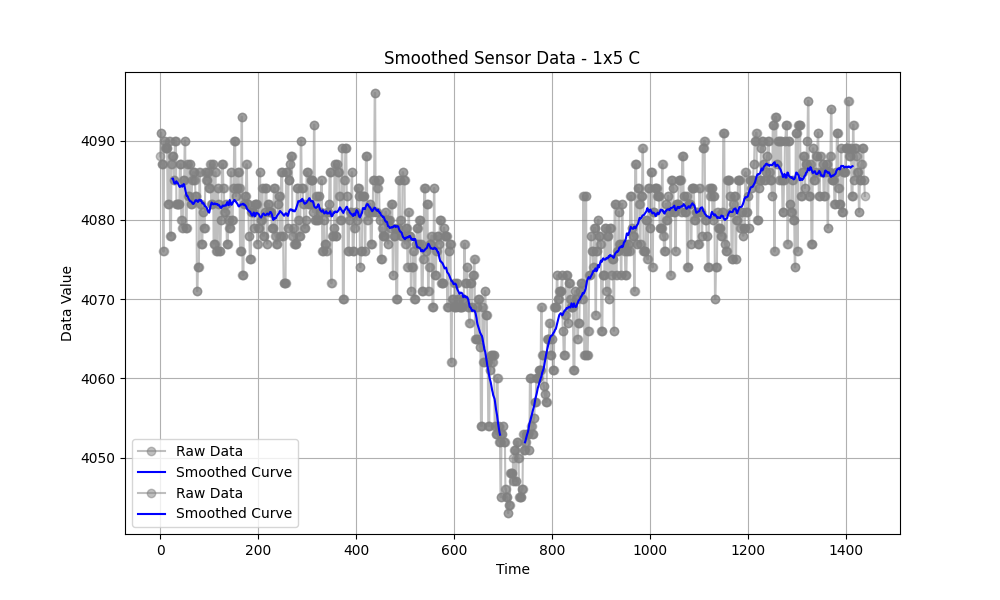 Smoothed Sensor Data - 1x5 C
Data Value
4090
4080
4070
4060
4050
Raw Data
Smoothed Curve
Raw Data
Smoothed Curve
0 200 400 600 800 1000 1200 1400
Time